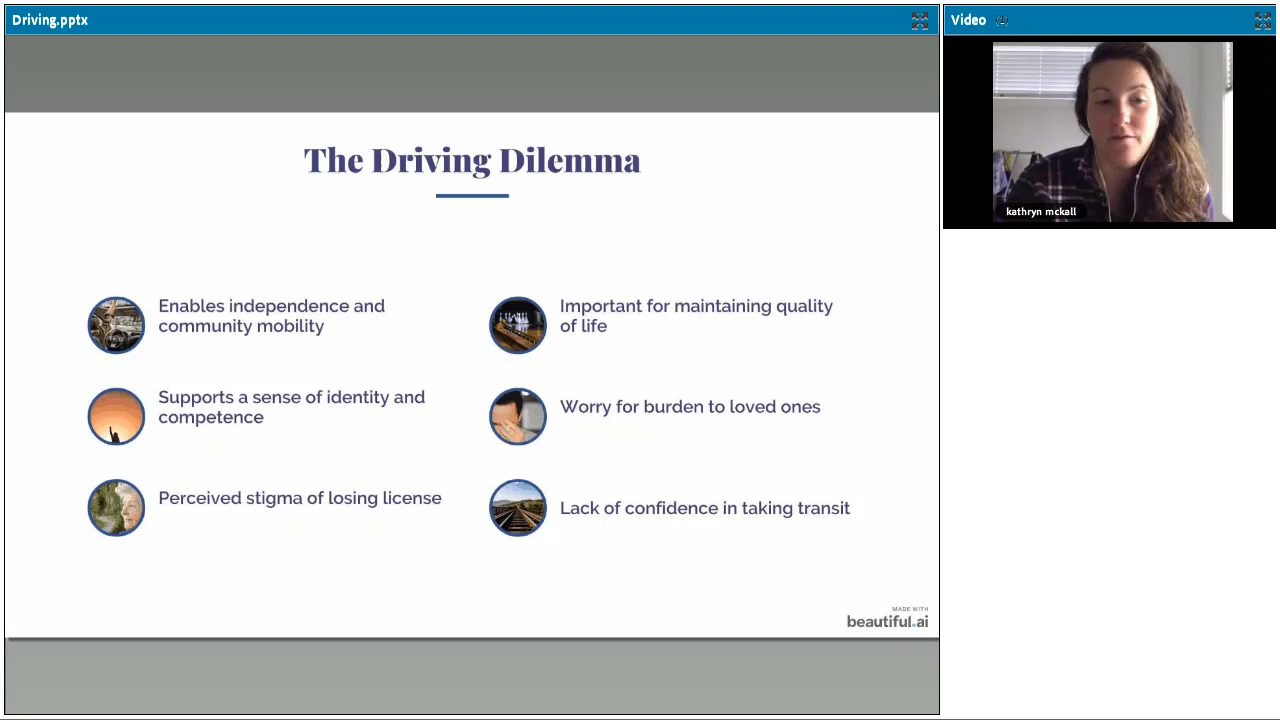 Driving.pptx
Video (1)
kathryn mckall
The Driving Dilemma
Enables independence and
community mobility
Important for maintaining quality
of life
Supports a sense of identity and
competence
Worry for burden to loved ones
Perceived stigma of losing license
Lack of confidence in taking transit
MADE WITH
beautiful.ai